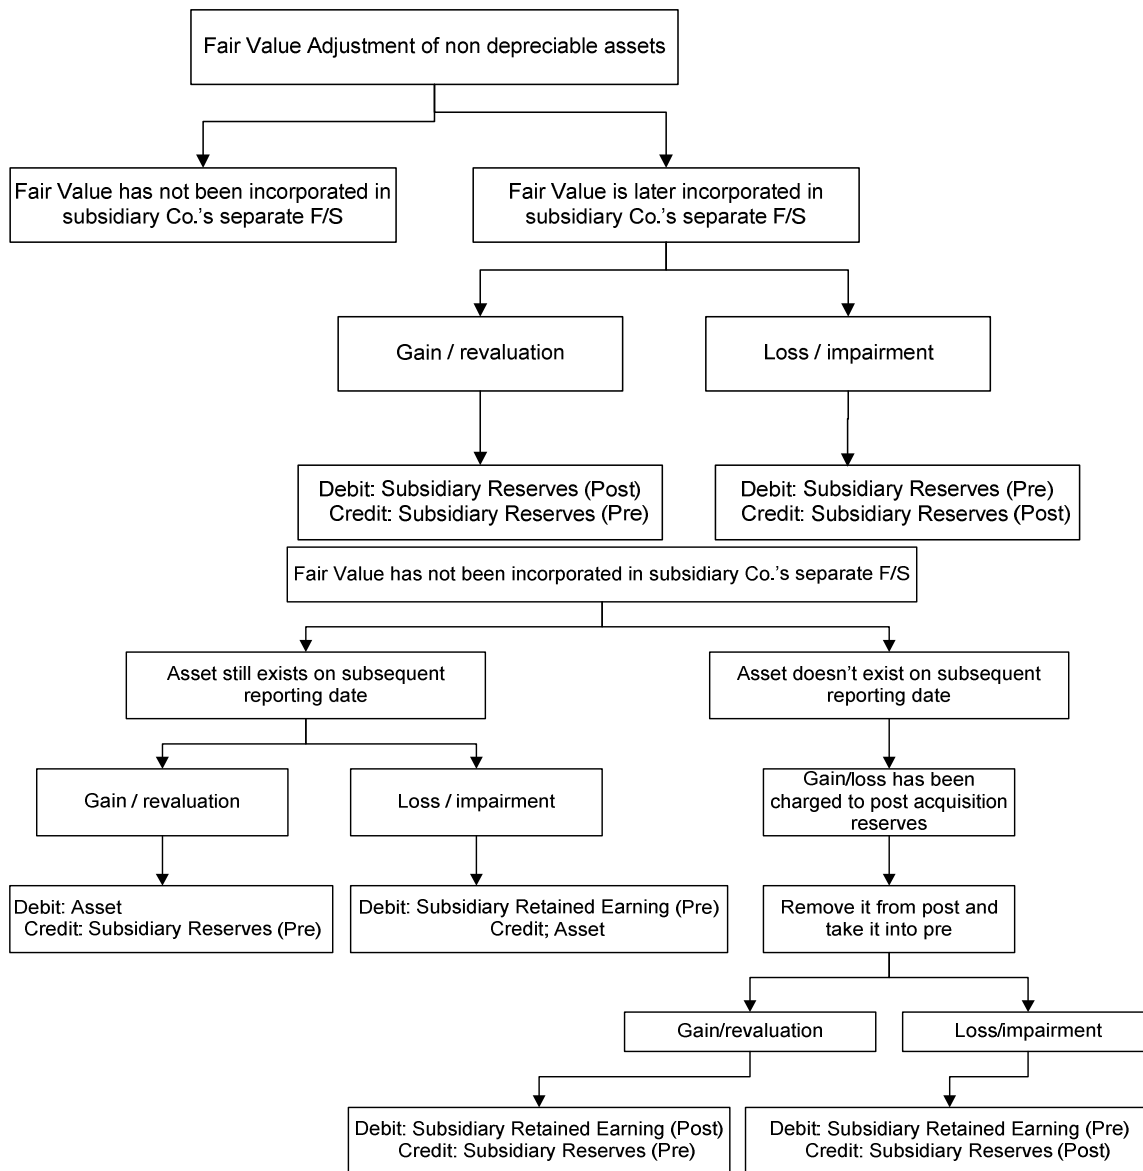 Fair Value Adjustment of non depreciable assets
Fair Value has not been incorporated in
subsidiary Co.'s separate F/S
Fair Value is later incorporated in
subsidiary Co.'s separate F/S
Gain / revaluation
Loss / impairment
Debit: Subsidiary Reserves (Post)
Credit: Subsidiary Reserves (Pre)
Debit: Subsidiary Reserves (Pre)
Credit: Subsidiary Reserves (Post)
Fair Value has not been incorporated in subsidiary Co.'s separate F/S
Asset still exists on subsequent
reporting date
Asset doesn't exist on subsequent
reporting date
Gain / revaluation
Loss / impairment
Gain/loss has been
charged to post acquisition
reserves
Debit: Asset
Credit: Subsidiary Reserves (Pre)
Debit: Subsidiary Retained Earning (Pre)
Credit; Asset
Remove it from post and
take it into pre
Gain/revaluation
Loss/impairment
Debit: Subsidiary Retained Earning (Post)
Credit: Subsidiary Reserves (Pre)
Debit: Subsidiary Retained Earning (Pre)
Credit: Subsidiary Reserves (Post)